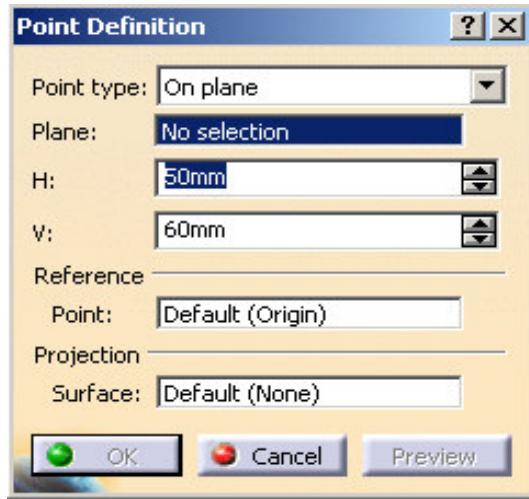 Point Definition ? X
Point type: On plane
Plane: No selection
H: 50mm
V: 60mm
Reference
Point: Default (Origin)
Projection
Surface: Default (None)
OK Cancel Preview